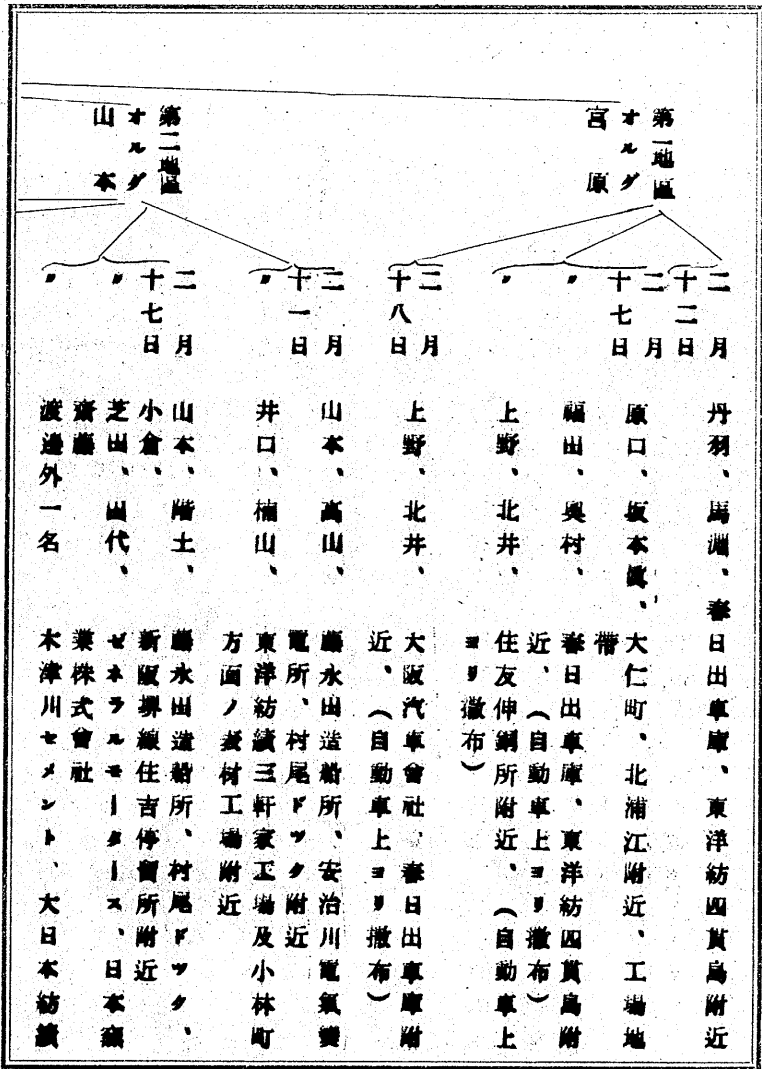 第一地區
オルグ
宮原
二月十二日
丹羽、馬淵、
春日出車庫、東洋紡四貫島附近
二月十七日
原口、坂本
大仁町、北浦江附近、工場地
帶
〃
福田、奥村、
春日出車庫、東洋紡四貫島附
近、(自動車上ヨリ撒布)
〃
上野、北井、
住友伸銅所附近、(自動車上
ヨリ撒布)
二月十八日
上野、北井、
大阪汽車會社、春日出車庫附
近、(自動車上ヨリ撒布)
第二地區
オルグ
山本
二月十一日
山本、高山、
藤永田造船所、安治川電氣變
電所、村尾ドック附近
〃
井口、楠山、
東洋紡績三軒家工場及小林町
方面ノ製材工場附近
二月十七日
山本、階土、
小倉、
藤永田造船所、村尾ドツク、
新阪堺線住吉停留所附近
〃
芝山、田代、
齋藤
ゼネラルモータース、日本
業株式會社
〃
渡邊外一名
木津川セメント、大日本紡績